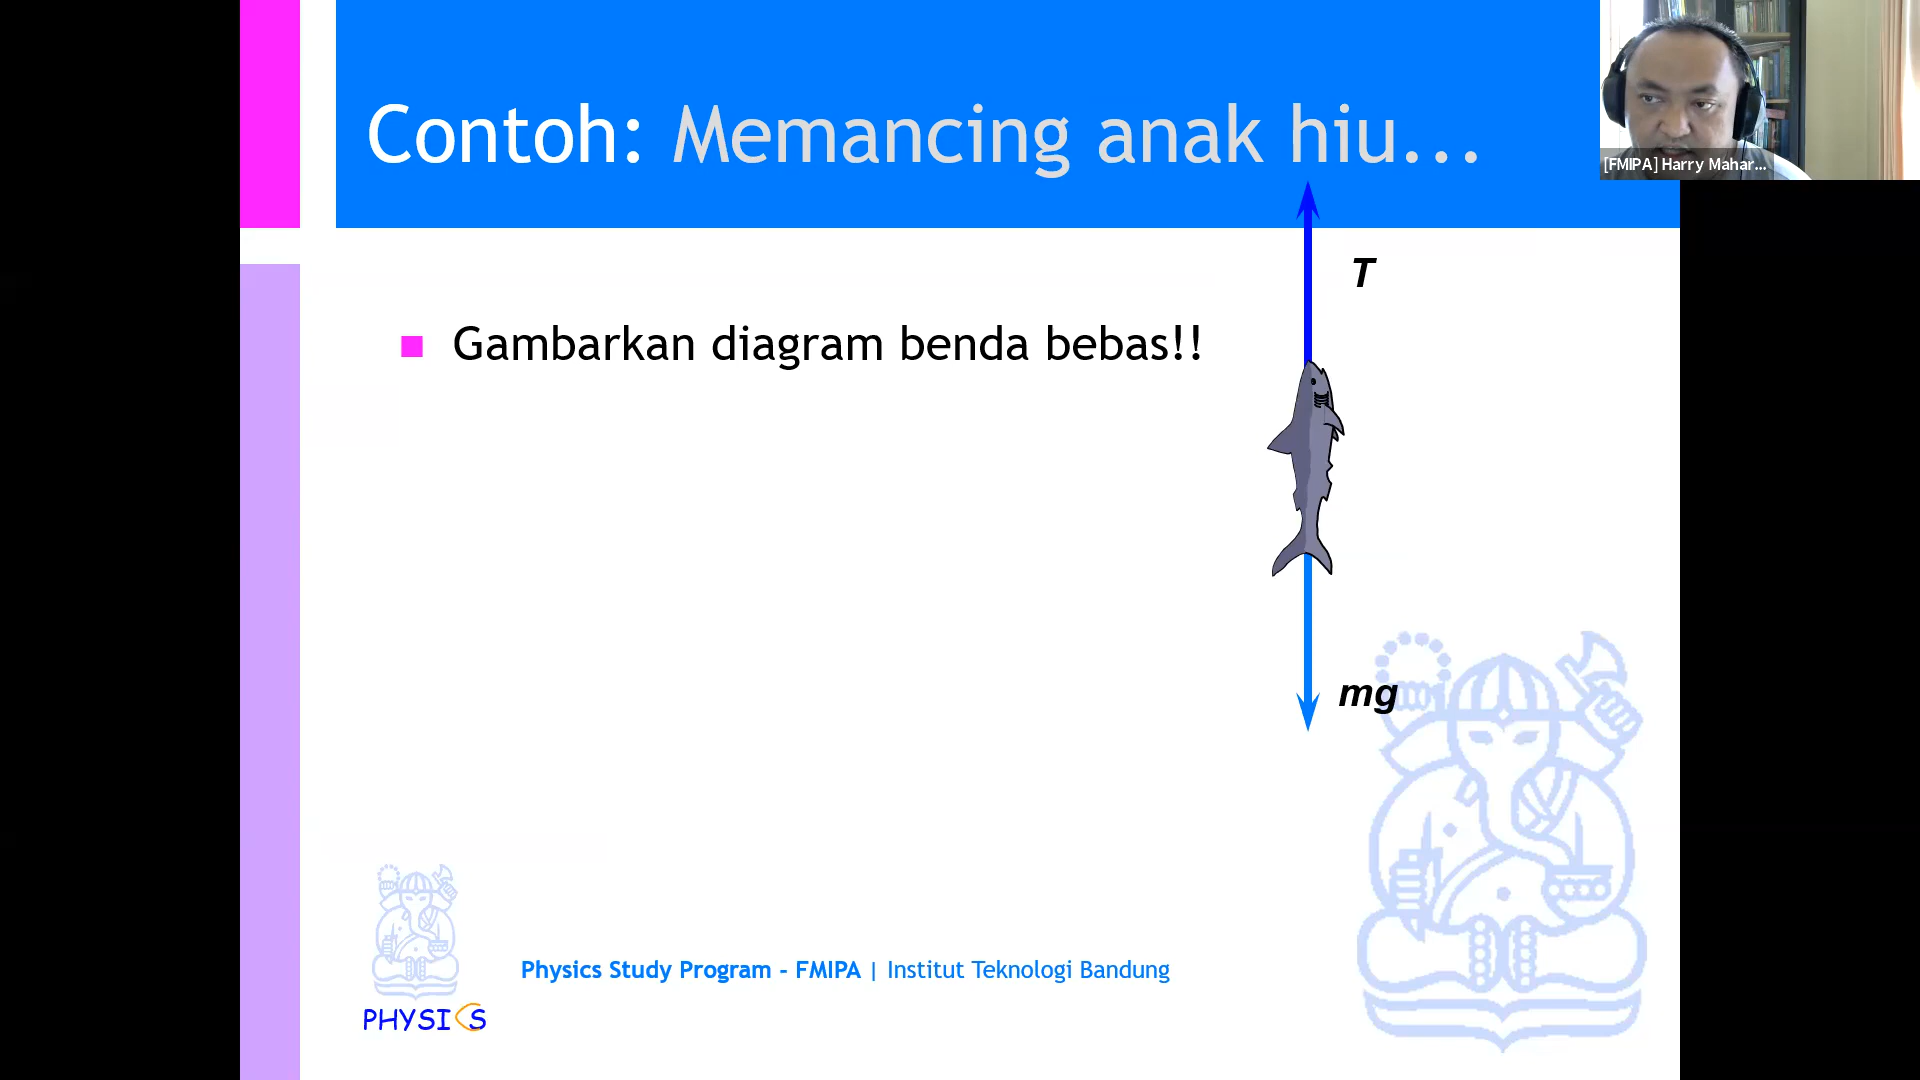 Contoh: Memancing anak hiu...
[FMIPA] Harry Mahar...
T
Gambarkan diagram benda bebas!!
mg
Physics Study Program - FMIPA | Institut Teknologi Bandung
PHYSICS